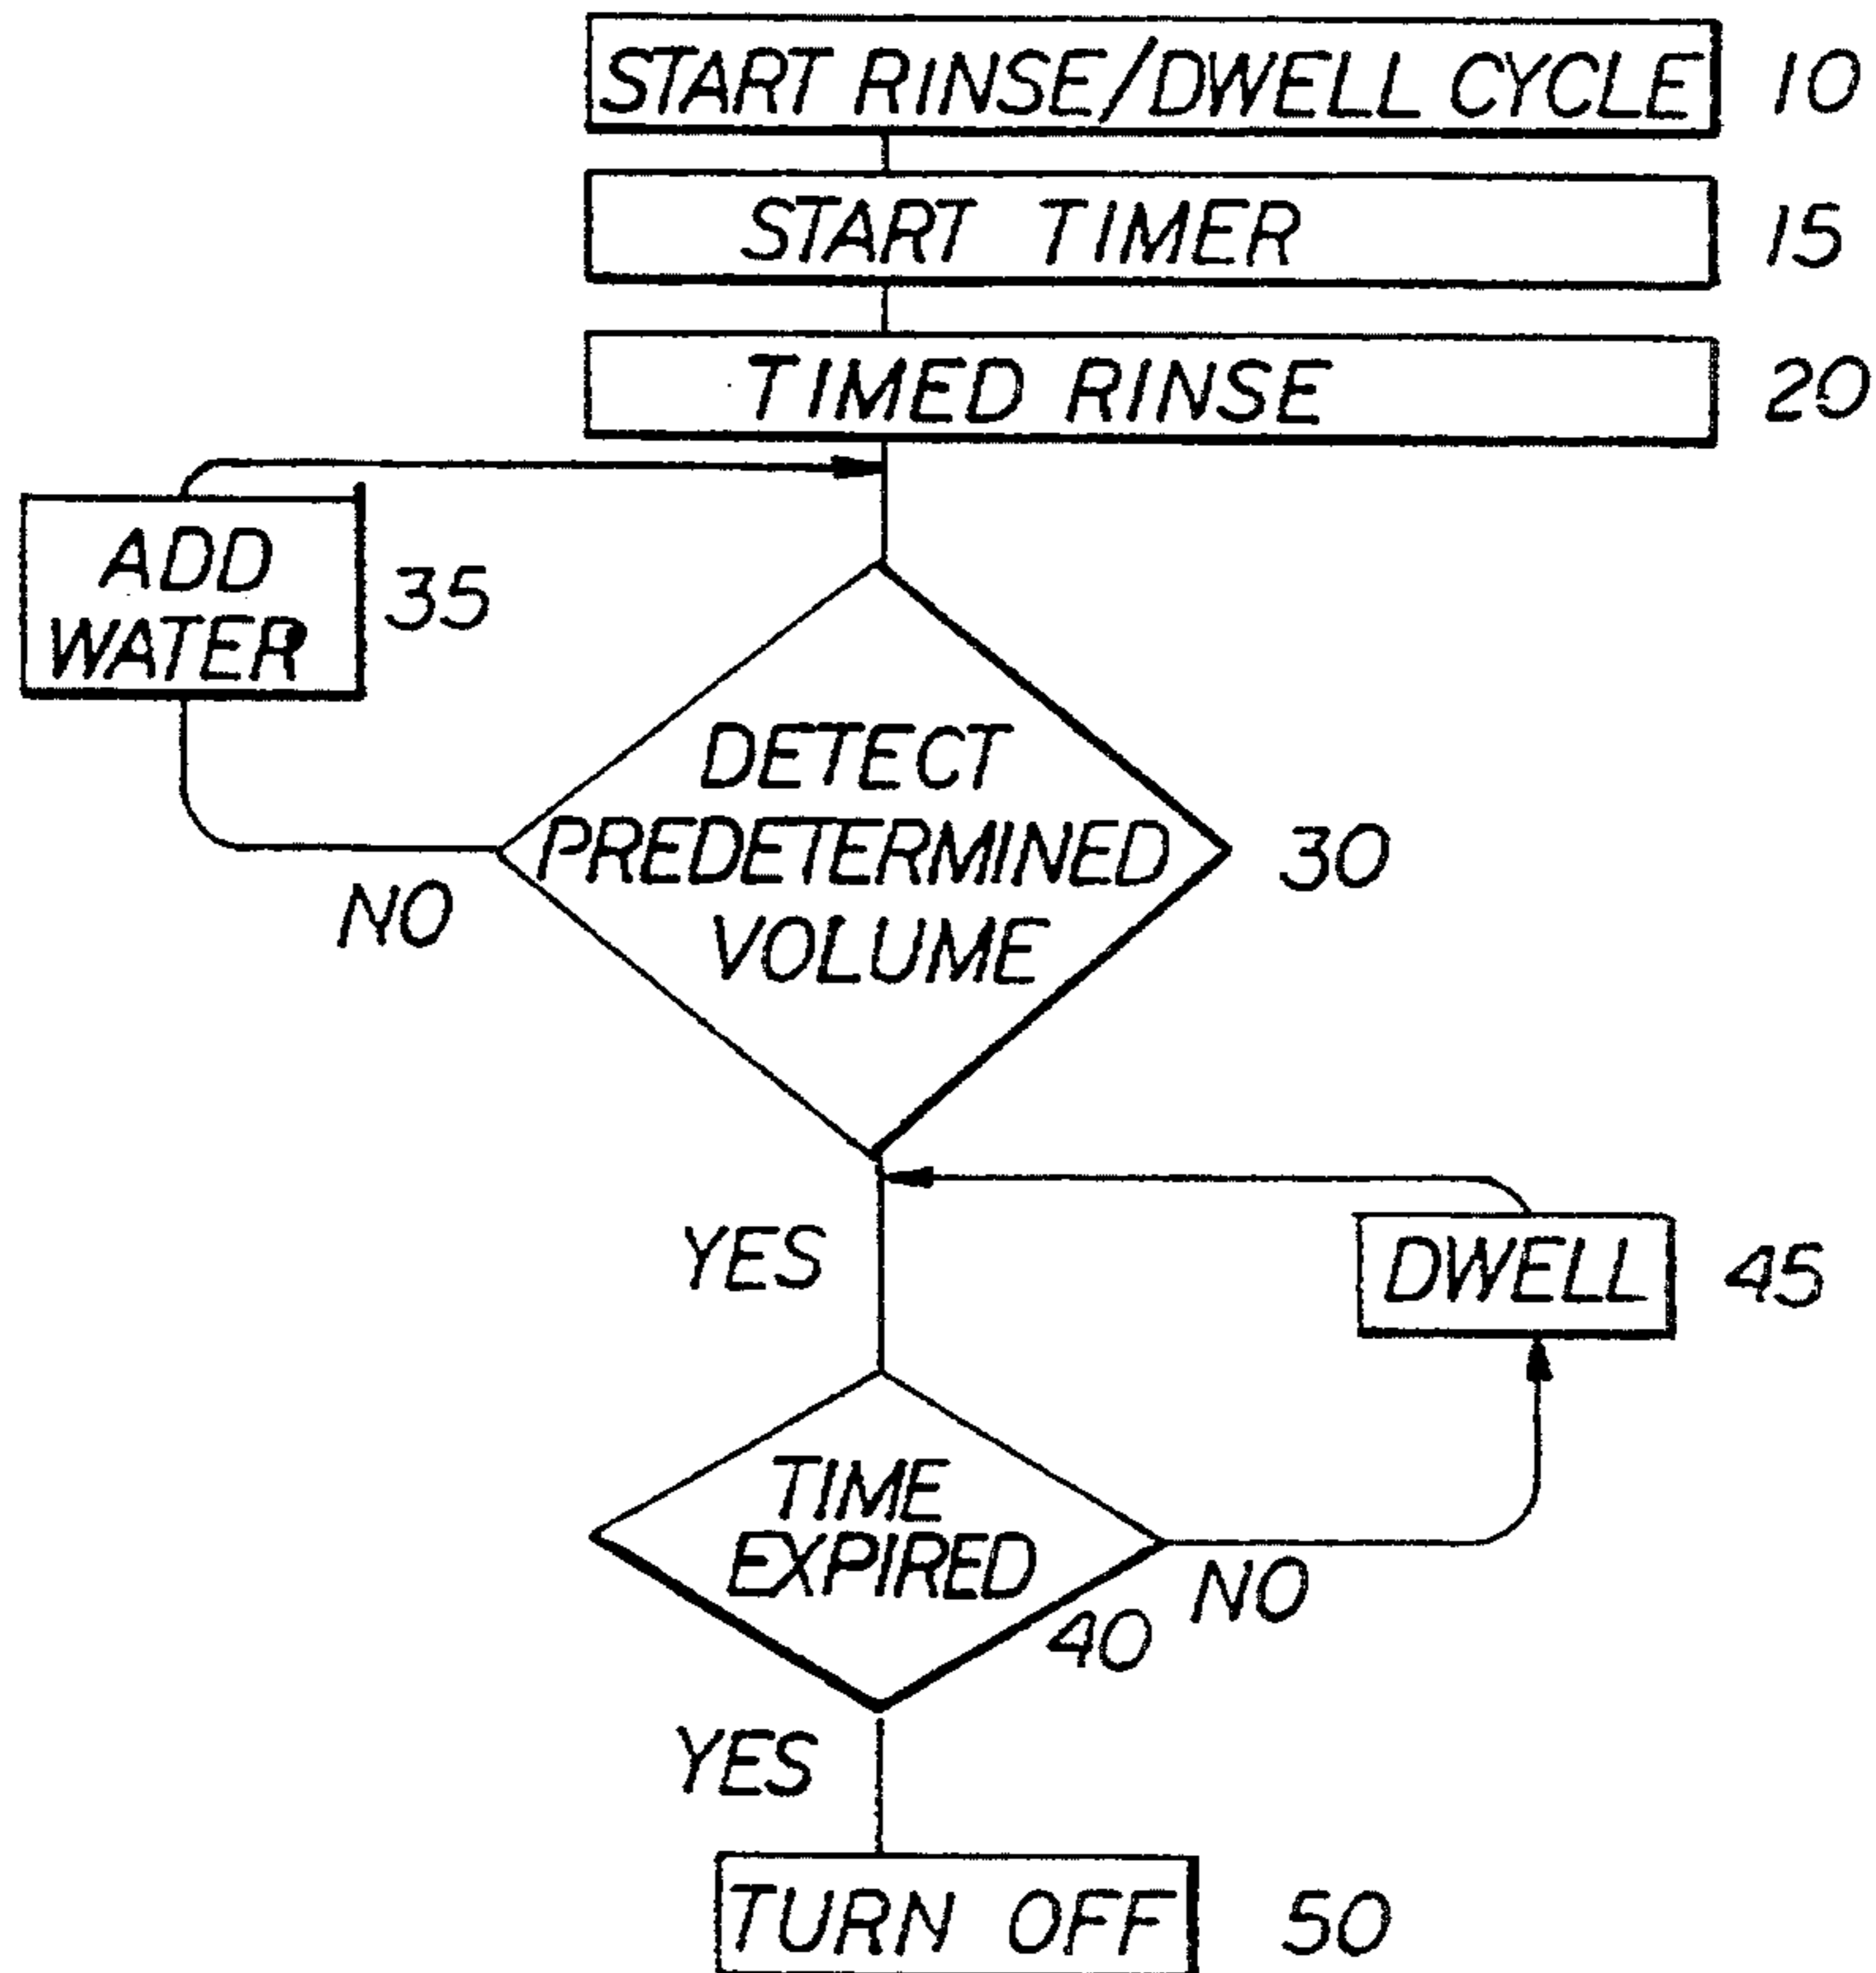 START RINSE/DWELL CYCLE 10
START TIMER 15
TIMED RINSE 20
ADD
WATER
35
DETECT
PREDETERMINED
VOLUME
30
NO
YES
DWELL 45
TIME
EXPIRED
40
NO
YES
TURN OFF 50